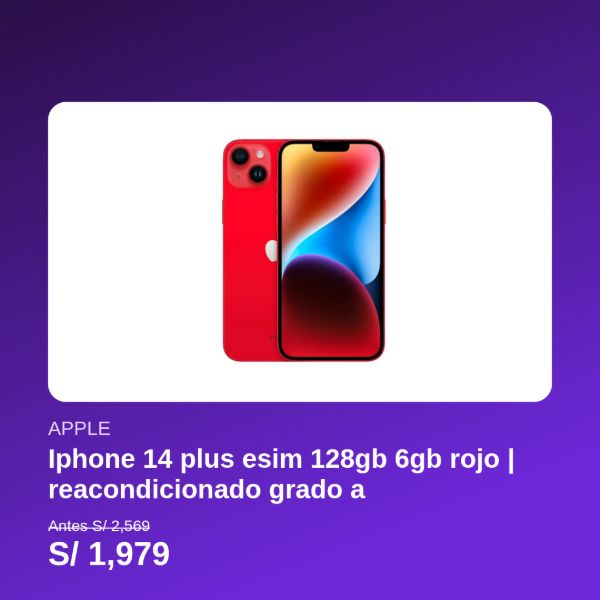 APPLE
Iphone 14 plus esim 128gb 6gb rojo |
reacondicionado grado a
Antes S/ 2,569
S/ 1,979